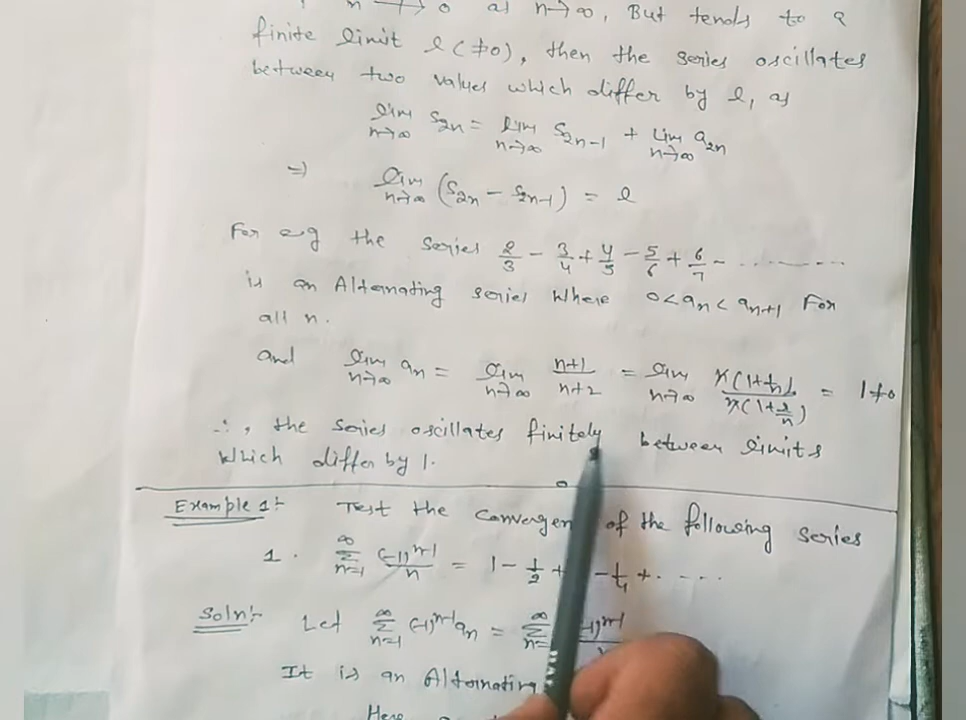 n → 0 as n→∞, But tends to a
finite limit l (≠0), then the series oscillates
between two values which differ by l, as
lim n→∞ S2n = lim n→∞ S2n-1 + lim n→∞ a2n
⇒ lim n→∞ (S2n - S2n-1) = l
For eg the series 2/3 - 3/4 + 4/5 - 5/6 + 6/7 - ..........
is an Alternating series where 0<an<an+1 For
all n.
and lim n→∞ an = lim n→∞ n+1/n+2 = lim n→∞ n(1+1/n)/n(1+2/n) = 1≠0
∴, the series oscillates finitely between limits
which differ by 1.
Example 1:- Test the convergen of the following series
1. ∞ Σ n=1 (-1)^n-1/n = 1 - 1/2 + - 1/4 + ....
Soln:- Let ∞ Σ n=1 (-1)^n-1 an = ∞ Σ n= -1)^n-1
It is an Alternating
Here